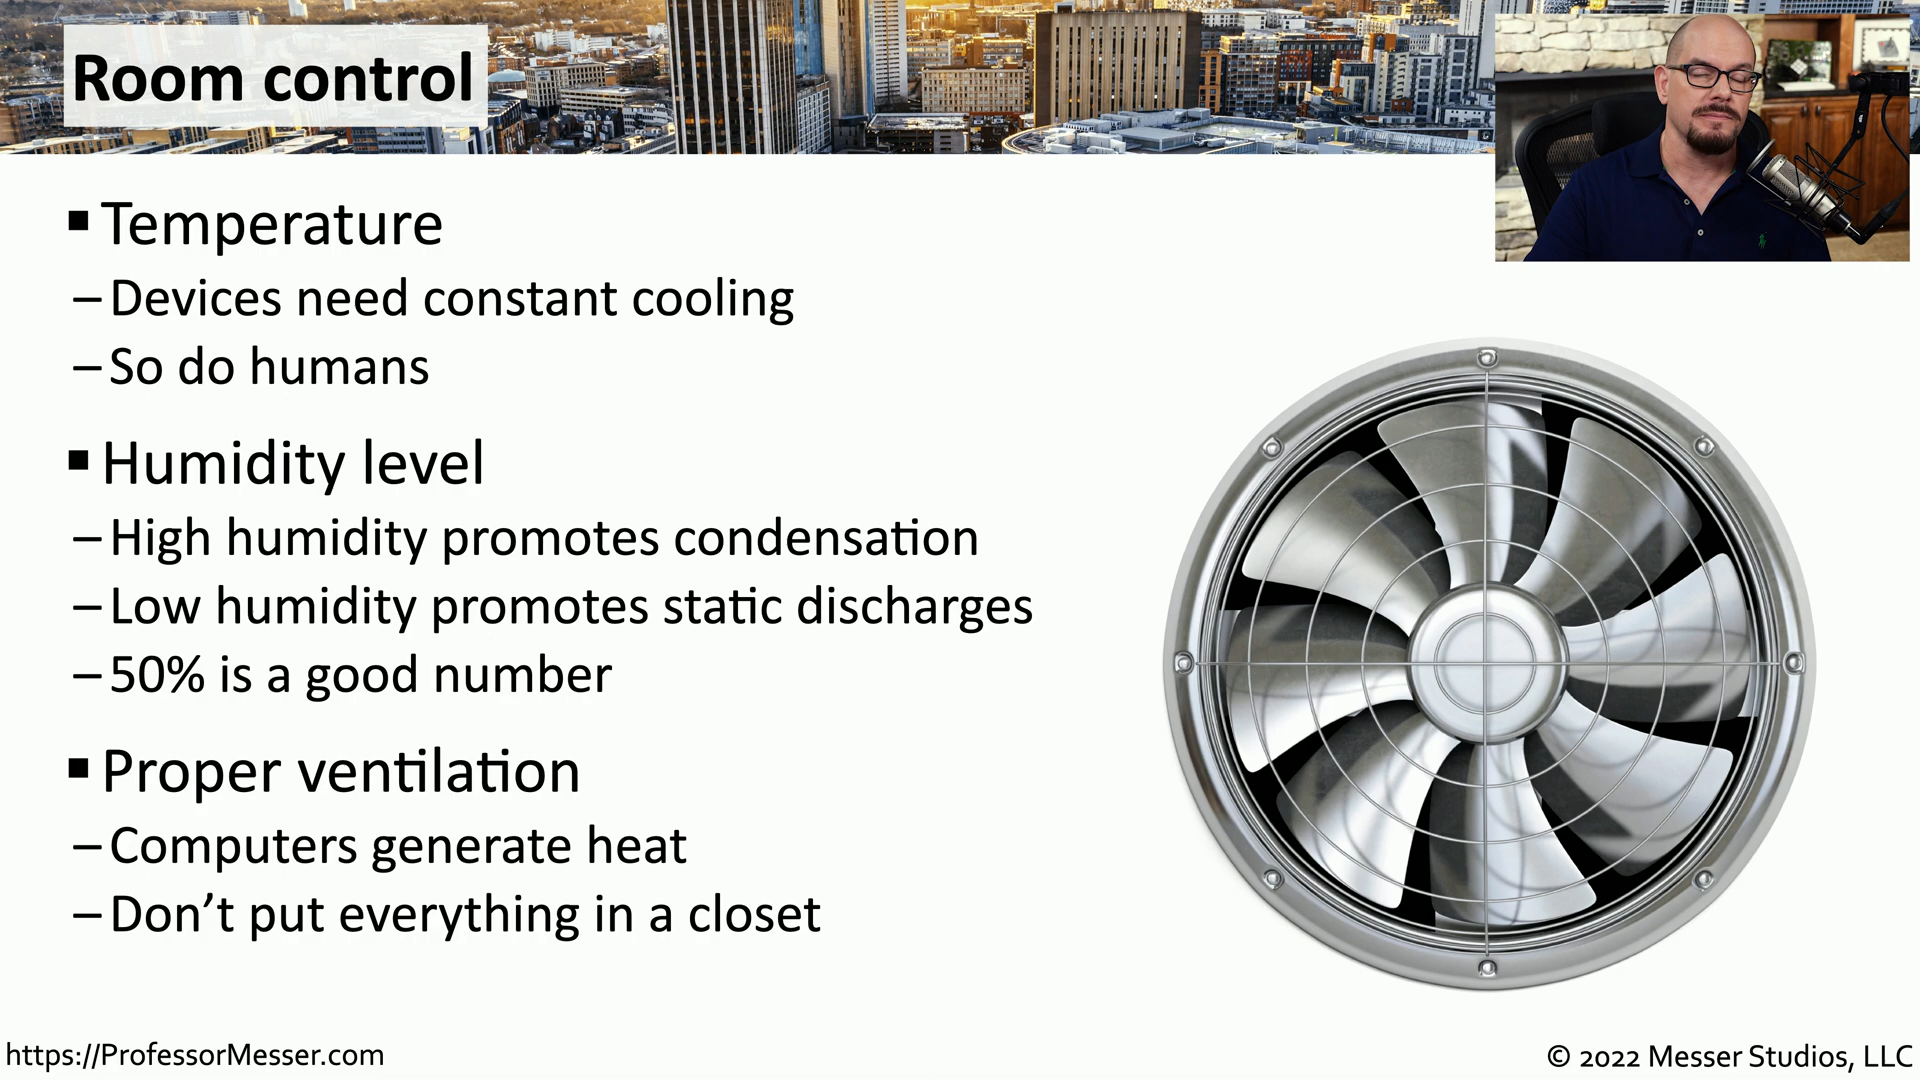 Room control
▪ Temperature
– Devices need constant cooling
– So do humans
▪ Humidity level
– High humidity promotes condensation
– Low humidity promotes static discharges
– 50% is a good number
▪ Proper ventilation
– Computers generate heat
– Don’t put everything in a closet
https://ProfessorMesser.com
© 2022 Messer Studios, LLC